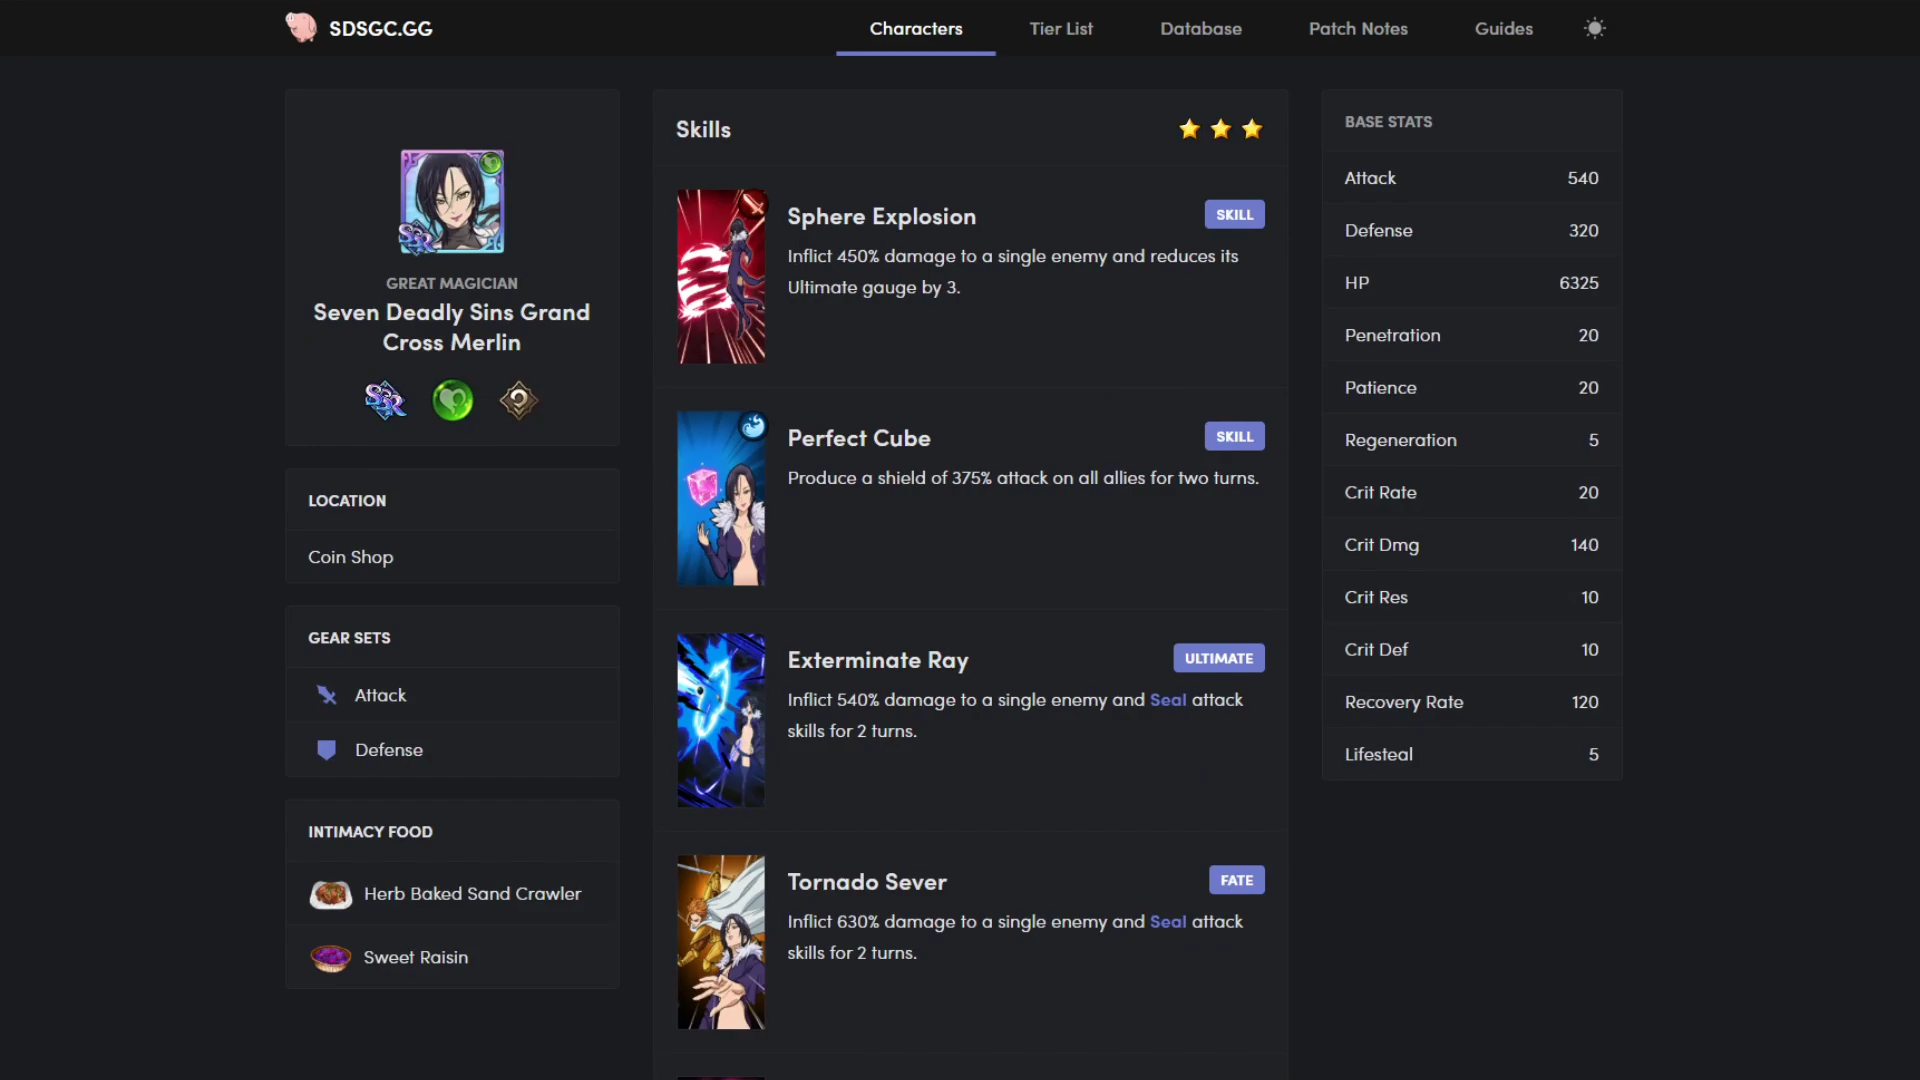 SDSGC.GG
Characters
Tier List
Database
Patch Notes
Guides
SSR
GREAT MAGICIAN
Seven Deadly Sins Grand
Cross Merlin
SSR
LOCATION
Coin Shop
GEAR SETS
Attack
Defense
INTIMACY FOOD
Herb Baked Sand Crawler
Sweet Raisin
Skills
Sphere Explosion
SKILL
Inflict 450% damage to a single enemy and reduces its
Ultimate gauge by 3.
Perfect Cube
SKILL
Produce a shield of 375% attack on all allies for two turns.
Exterminate Ray
ULTIMATE
Inflict 540% damage to a single enemy and Seal attack
skills for 2 turns.
Tornado Sever
FATE
Inflict 630% damage to a single enemy and Seal attack
skills for 2 turns.
BASE STATS
Attack 540
Defense 320
HP 6325
Penetration 20
Patience 20
Regeneration 5
Crit Rate 20
Crit Dmg 140
Crit Res 10
Crit Def 10
Recovery Rate 120
Lifesteal 5